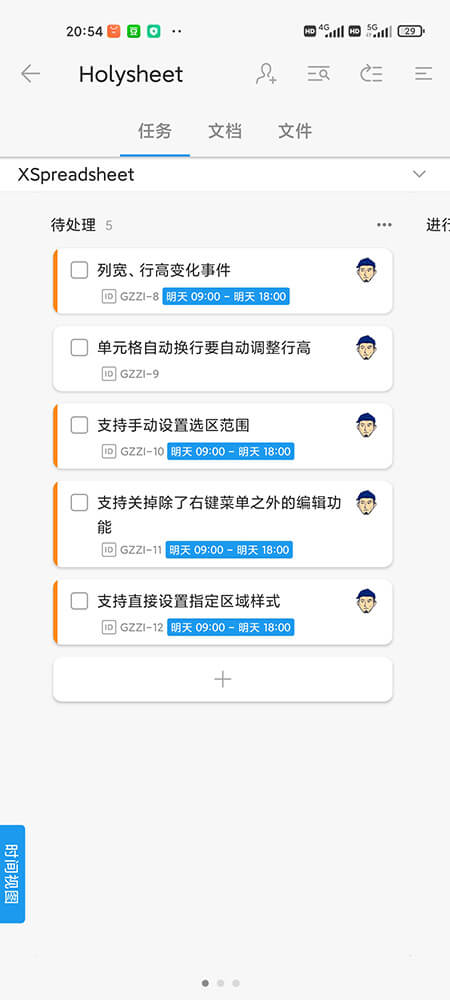 20:54 豆 HD 4G HD 5G 29
Holysheet
任务 文档 文件
XSpreadsheet
待处理 5
进行
列宽、行高变化事件
ID GZZI-8 明天 09:00 - 明天 18:00
单元格自动换行要自动调整行高
ID GZZI-9
支持手动设置选区范围
ID GZZI-10 明天 09:00 - 明天 18:00
支持关掉除了右键菜单之外的编辑功
能
ID GZZI-11 明天 09:00 - 明天 18:00
支持直接设置指定区域样式
ID GZZI-12 明天 09:00 - 明天 18:00
时间视图